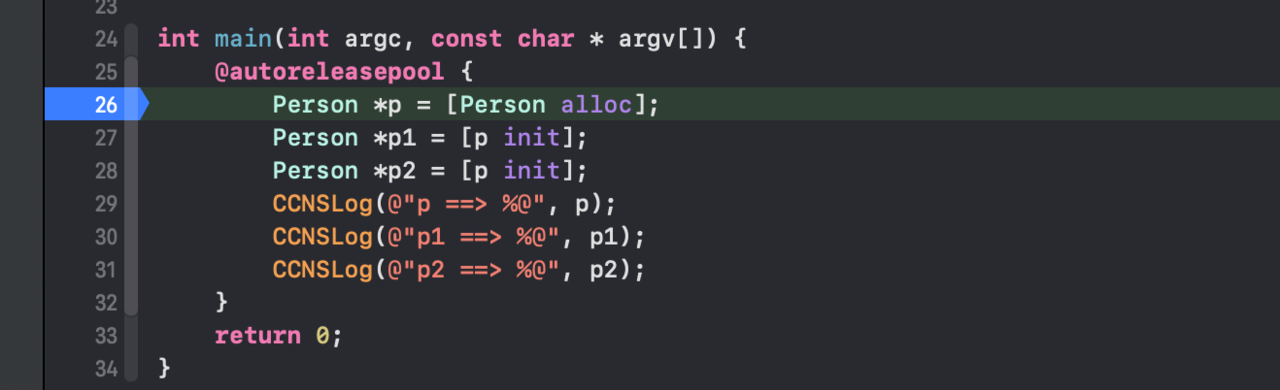 23
24 int main(int argc, const char * argv[]) {
25     @autoreleasepool {
26         Person *p = [Person alloc];
27         Person *p1 = [p init];
28         Person *p2 = [p init];
29         CCNSLog(@"p ==> %@", p);
30         CCNSLog(@"p1 ==> %@", p1);
31         CCNSLog(@"p2 ==> %@", p2);
32     }
33     return 0;
34 }